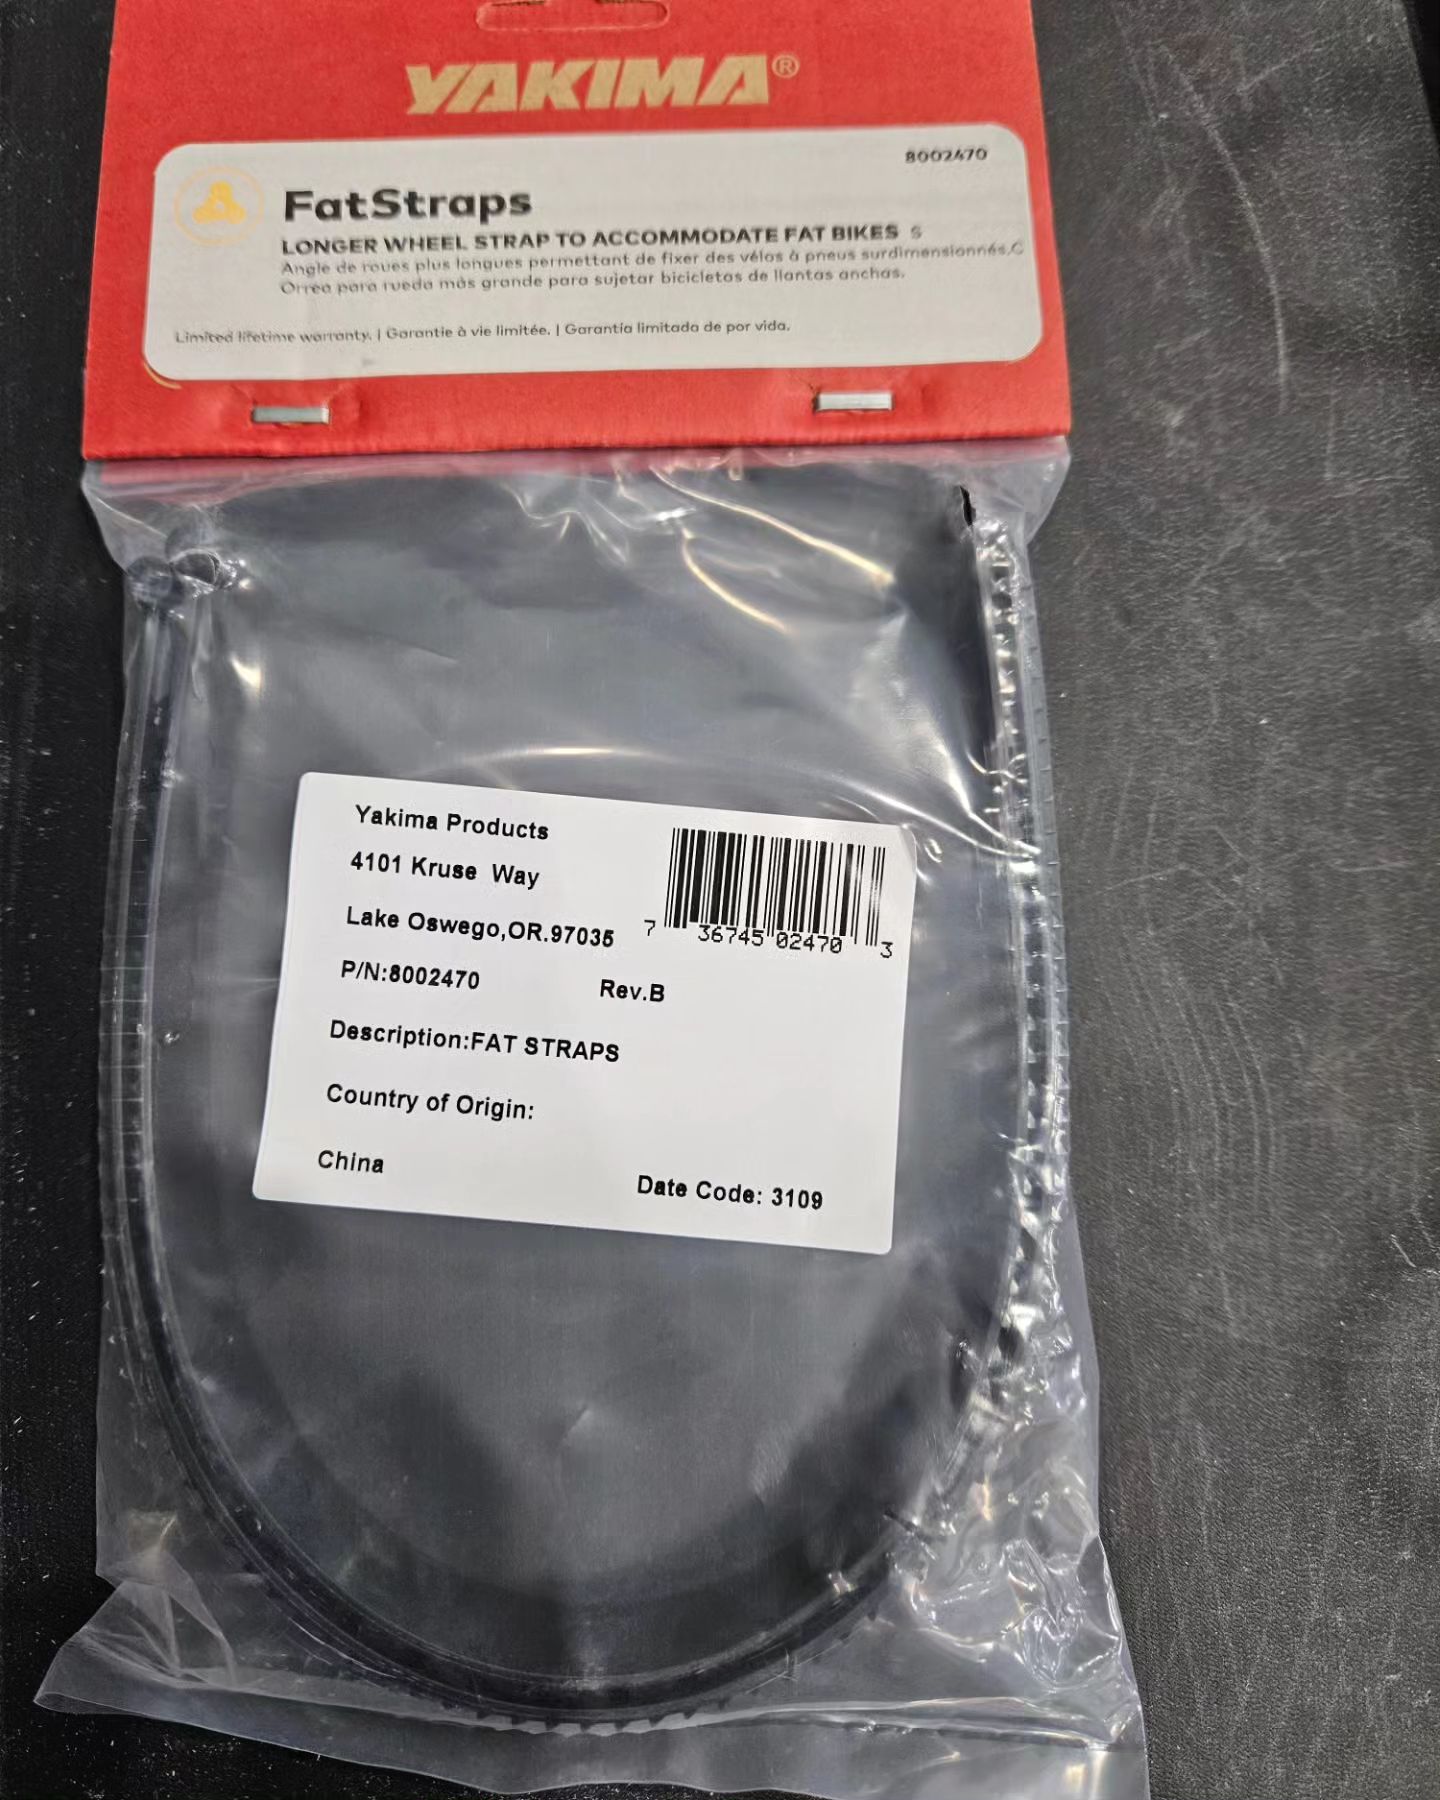 YAKIMA®
8002470
FatStraps
LONGER WHEEL STRAP TO ACCOMMODATE FAT BIKES S
Angle de roues plus longues permettant de fixer des vélos à pneus surdimensionnés.C
Orrea para rueda más grande para sujetar bicicletas de llantas anchas.
Limited lifetime warranty. | Garantie à vie limitée. | Garantía limitada de por vida.
Yakima Products
4101 Kruse Way
Lake Oswego,OR.97035
7 36745 02470 3
P/N:8002470 Rev.B
Description:FAT STRAPS
Country of Origin:
China
Date Code: 3109